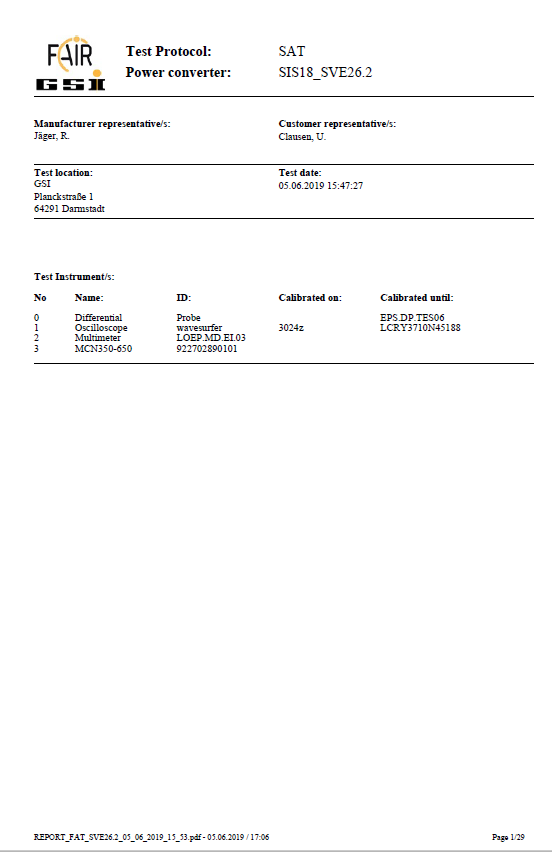 FAIR
GSI
Test Protocol: SAT
Power converter: SIS18_SVE26.2
Manufacturer representative/s: Customer representative/s:
Jäger, R. Clausen, U.
Test location: Test date:
GSI 05.06.2019 15:47:27
Planckstraße 1
64291 Darmstadt
Test Instrument/s:
No Name: ID: Calibrated on: Calibrated until:
0 Differential Probe EPS.DP.TES06
1 Oscilloscope wavesurfer 3024z LCRY3710N45188
2 Multimeter LOEP.MD.EI.03
3 MCN350-650 922702890101
REPORT_FAT_SVE26.2_05_06_2019_15_53.pdf - 05.06.2019 / 17:06 Page 1/29